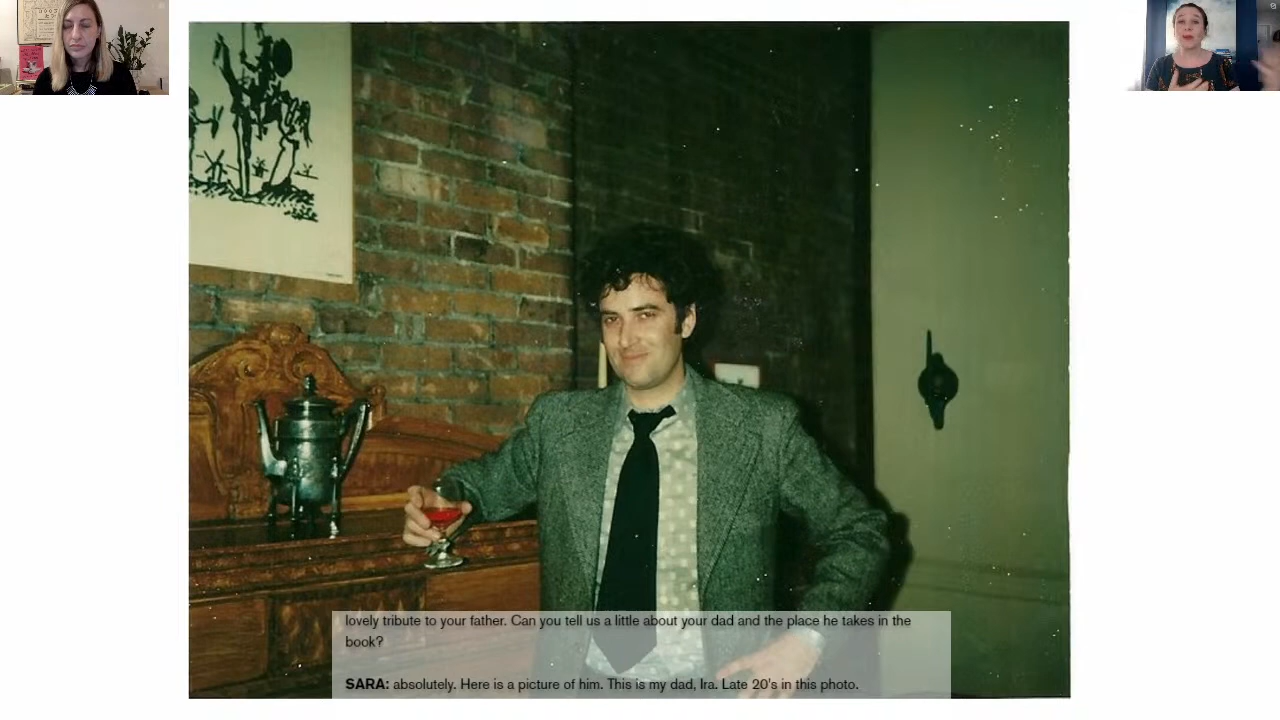 lovely tribute to your father. Can you tell us a little about your dad and the place he takes in the
book?
SARA: absolutely. Here is a picture of him. This is my dad, Ira. Late 20's in this photo.